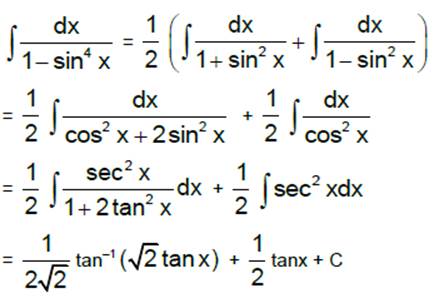 ∫ dx/(1−sin⁴ x) = 1/2 (∫ dx/(1+ sin² x) + ∫ dx/(1− sin² x))
= 1/2 ∫ dx/(cos² x + 2sin² x) + 1/2 ∫ dx/(cos² x)
= 1/2 ∫ sec² x/(1+2tan² x) dx + 1/2 ∫ sec² xdx
= 1/(2√2) tan⁻¹ (√2 tan x) + 1/2 tanx + C